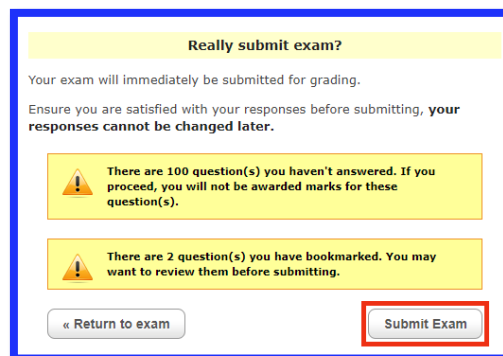 Really submit exam?
Your exam will immediately be submitted for grading.
Ensure you are satisfied with your responses before submitting, your
responses cannot be changed later.
There are 100 question(s) you haven't answered. If you
proceed, you will not be awarded marks for these
question(s).
There are 2 question(s) you have bookmarked. You may
want to review them before submitting.
« Return to exam
Submit Exam